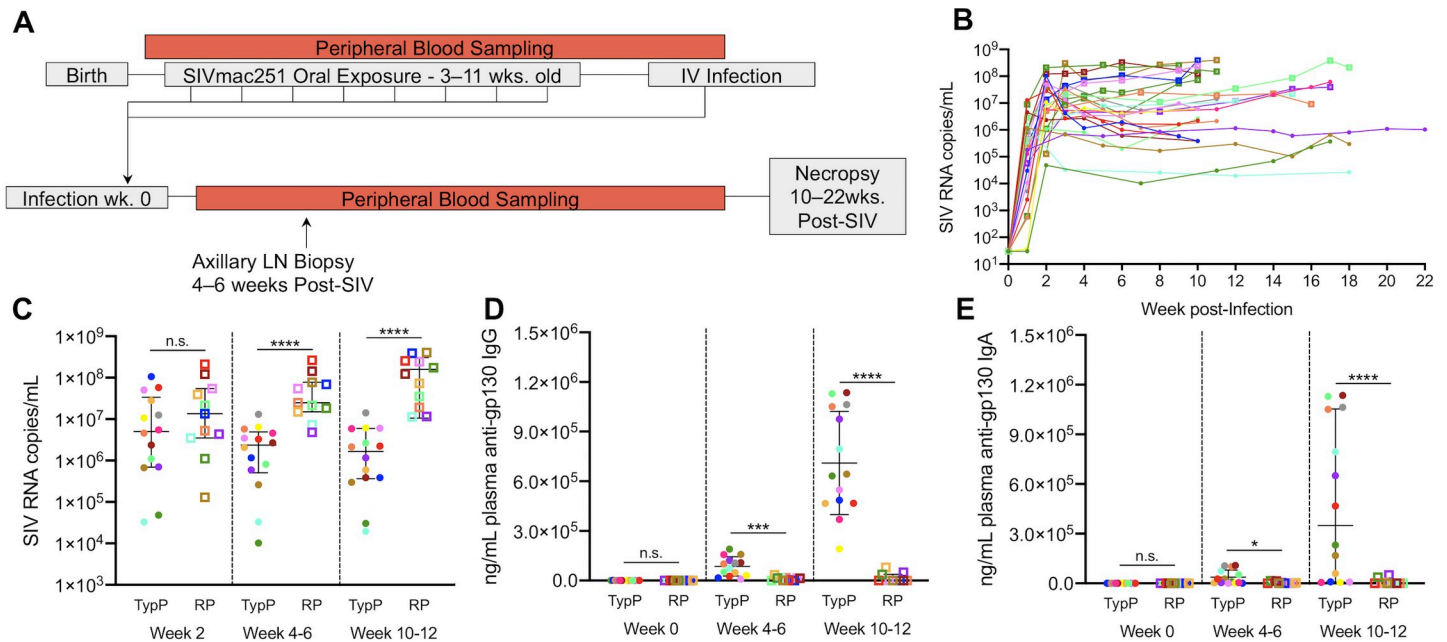 A
Peripheral Blood Sampling
Birth
SIVmac251 Oral Exposure - 3–11 wks. old
IV Infection
Infection wk. 0
Peripheral Blood Sampling
Necropsy
10–22wks.
Post-SIV
Axillary LN Biopsy
4–6 weeks Post-SIV
B
SIV RNA copies/mL
10⁹
10⁸
10⁷
10⁶
10⁵
10⁴
10³
10²
10¹
0 2 4 6 8 10 12 14 16 18 20 22
Week post-Infection
C
SIV RNA copies/mL
1×10⁹
1×10⁸
1×10⁷
1×10⁶
1×10⁵
1×10⁴
1×10³
n.s. **** ****
TypP RP TypP RP TypP RP
Week 2 Week 4-6 Week 10-12
D
ng/mL plasma anti-gp130 IgG
1.5×10⁶
1.2×10⁶
9.0×10⁵
6.0×10⁵
3.0×10⁵
0.0
n.s. *** ****
TypP RP TypP RP TypP RP
Week 0 Week 4-6 Week 10-12
E
ng/mL plasma anti-gp130 IgA
1.5×10⁶
1.2×10⁶
9.0×10⁵
6.0×10⁵
3.0×10⁵
0.0
n.s. * ****
TypP RP TypP RP TypP RP
Week 0 Week 4-6 Week 10-12